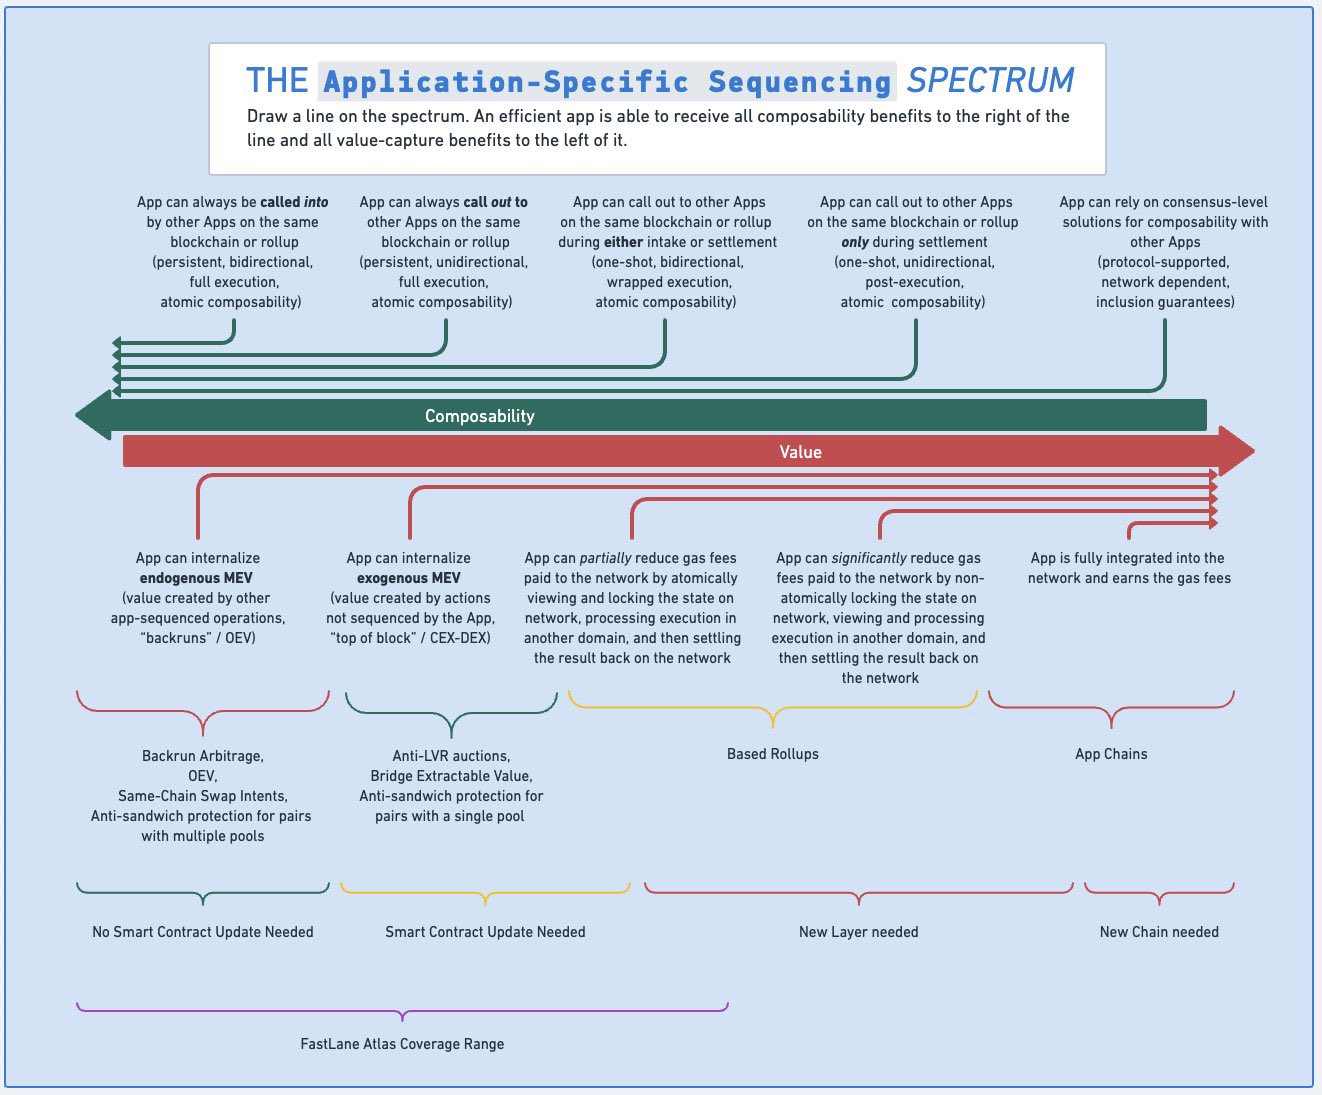 THE Application-Specific Sequencing SPECTRUM
Draw a line on the spectrum. An efficient app is able to receive all composability benefits to the right of the
line and all value-capture benefits to the left of it.
App can always be called into
by other Apps on the same
blockchain or rollup
(persistent, bidirectional,
full execution,
atomic composability)
App can always call out to
other Apps on the same
blockchain or rollup
(persistent, unidirectional,
full execution,
atomic composability)
App can call out to other Apps
on the same blockchain or rollup
during either intake or settlement
(one-shot, bidirectional,
wrapped execution,
atomic composability)
App can call out to other Apps
on the same blockchain or rollup
only during settlement
(one-shot, unidirectional,
post-execution,
atomic composability)
App can rely on consensus-level
solutions for composability with
other Apps
(protocol-supported,
network dependent,
inclusion guarantees)
Composability
Value
App can internalize
endogenous MEV
(value created by other
app-sequenced operations,
“backruns” / OEV)
App can internalize
exogenous MEV
(value created by actions
not sequenced by the App,
“top of block” / CEX-DEX)
App can partially reduce gas fees
paid to the network by atomically
viewing and locking the state on
network, processing execution in
another domain, and then settling
the result back on the network
App can significantly reduce gas
fees paid to the network by non-
atomically locking the state on
network, viewing and processing
execution in another domain, and
then settling the result back on
the network
App is fully integrated into the
network and earns the gas fees
Backrun Arbitrage,
OEV,
Same-Chain Swap Intents,
Anti-sandwich protection for pairs
with multiple pools
Anti-LVR auctions,
Bridge Extractable Value,
Anti-sandwich protection for
pairs with a single pool
Based Rollups
App Chains
No Smart Contract Update Needed
Smart Contract Update Needed
New Layer needed
New Chain needed
FastLane Atlas Coverage Range